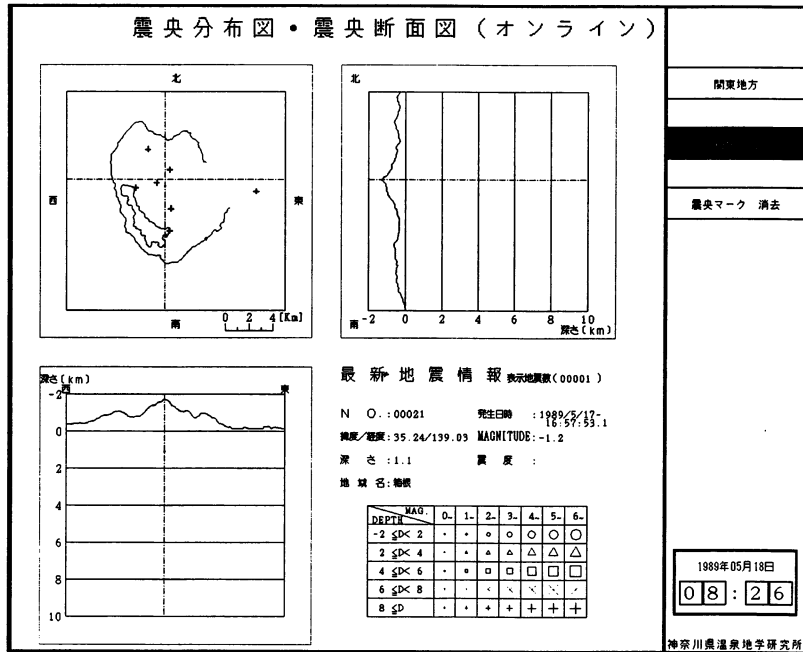 震央分布図・震央断面図(オンライン)
北
西
東
南
0 2 4[Km]
北
南
-2 0 2 4 6 8 10
深さ(km)
深さ(km)
西
東
-2
0
2
4
6
8
10
最新地震情報 表示地震数(00001)
N O.:00021 発生日時 :1989/5/17-
16:57:53.1
緯度/経度:35.24/139.03 MAGNITUDE:-1.2
深 さ:1.1 震 度 :
地 域 名:箱根
DEPTH MAG. 0~ 1~ 2~ 3~ 4~ 5~ 6~
-2 ≦D< 2
2 ≦D< 4
4 ≦D< 6
6 ≦D< 8
8 ≦D
関東地方
震央マーク 消去
1989年05月18日
08:26
神奈川県温泉地学研究所